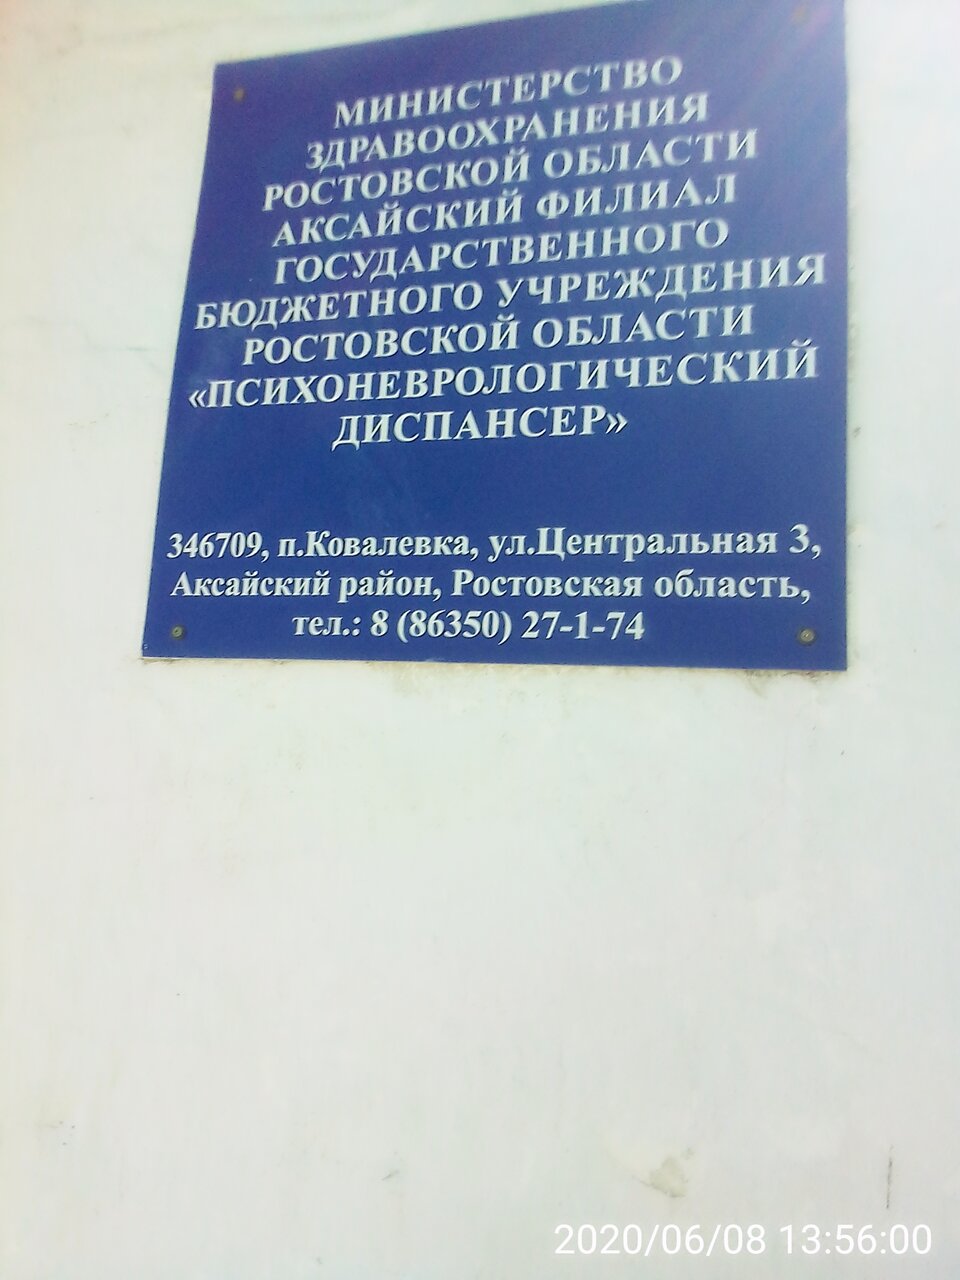 МИНИСТЕРСТВО
ЗДРАВООХРАНЕНИЯ
РОСТОВСКОЙ ОБЛАСТИ
АКСАЙСКИЙ ФИЛИАЛ
ГОСУДАРСТВЕННОГО
БЮДЖЕТНОГО УЧРЕЖДЕНИЯ
РОСТОВСКОЙ ОБЛАСТИ
«ПСИХОНЕВРОЛОГИЧЕСКИЙ
ДИСПАНСЕР»
346709, п.Ковалевка, ул.Центральная 3,
Аксайский район, Ростовская область,
тел.: 8 (86350) 27-1-74
2020/06/08 13:56:00